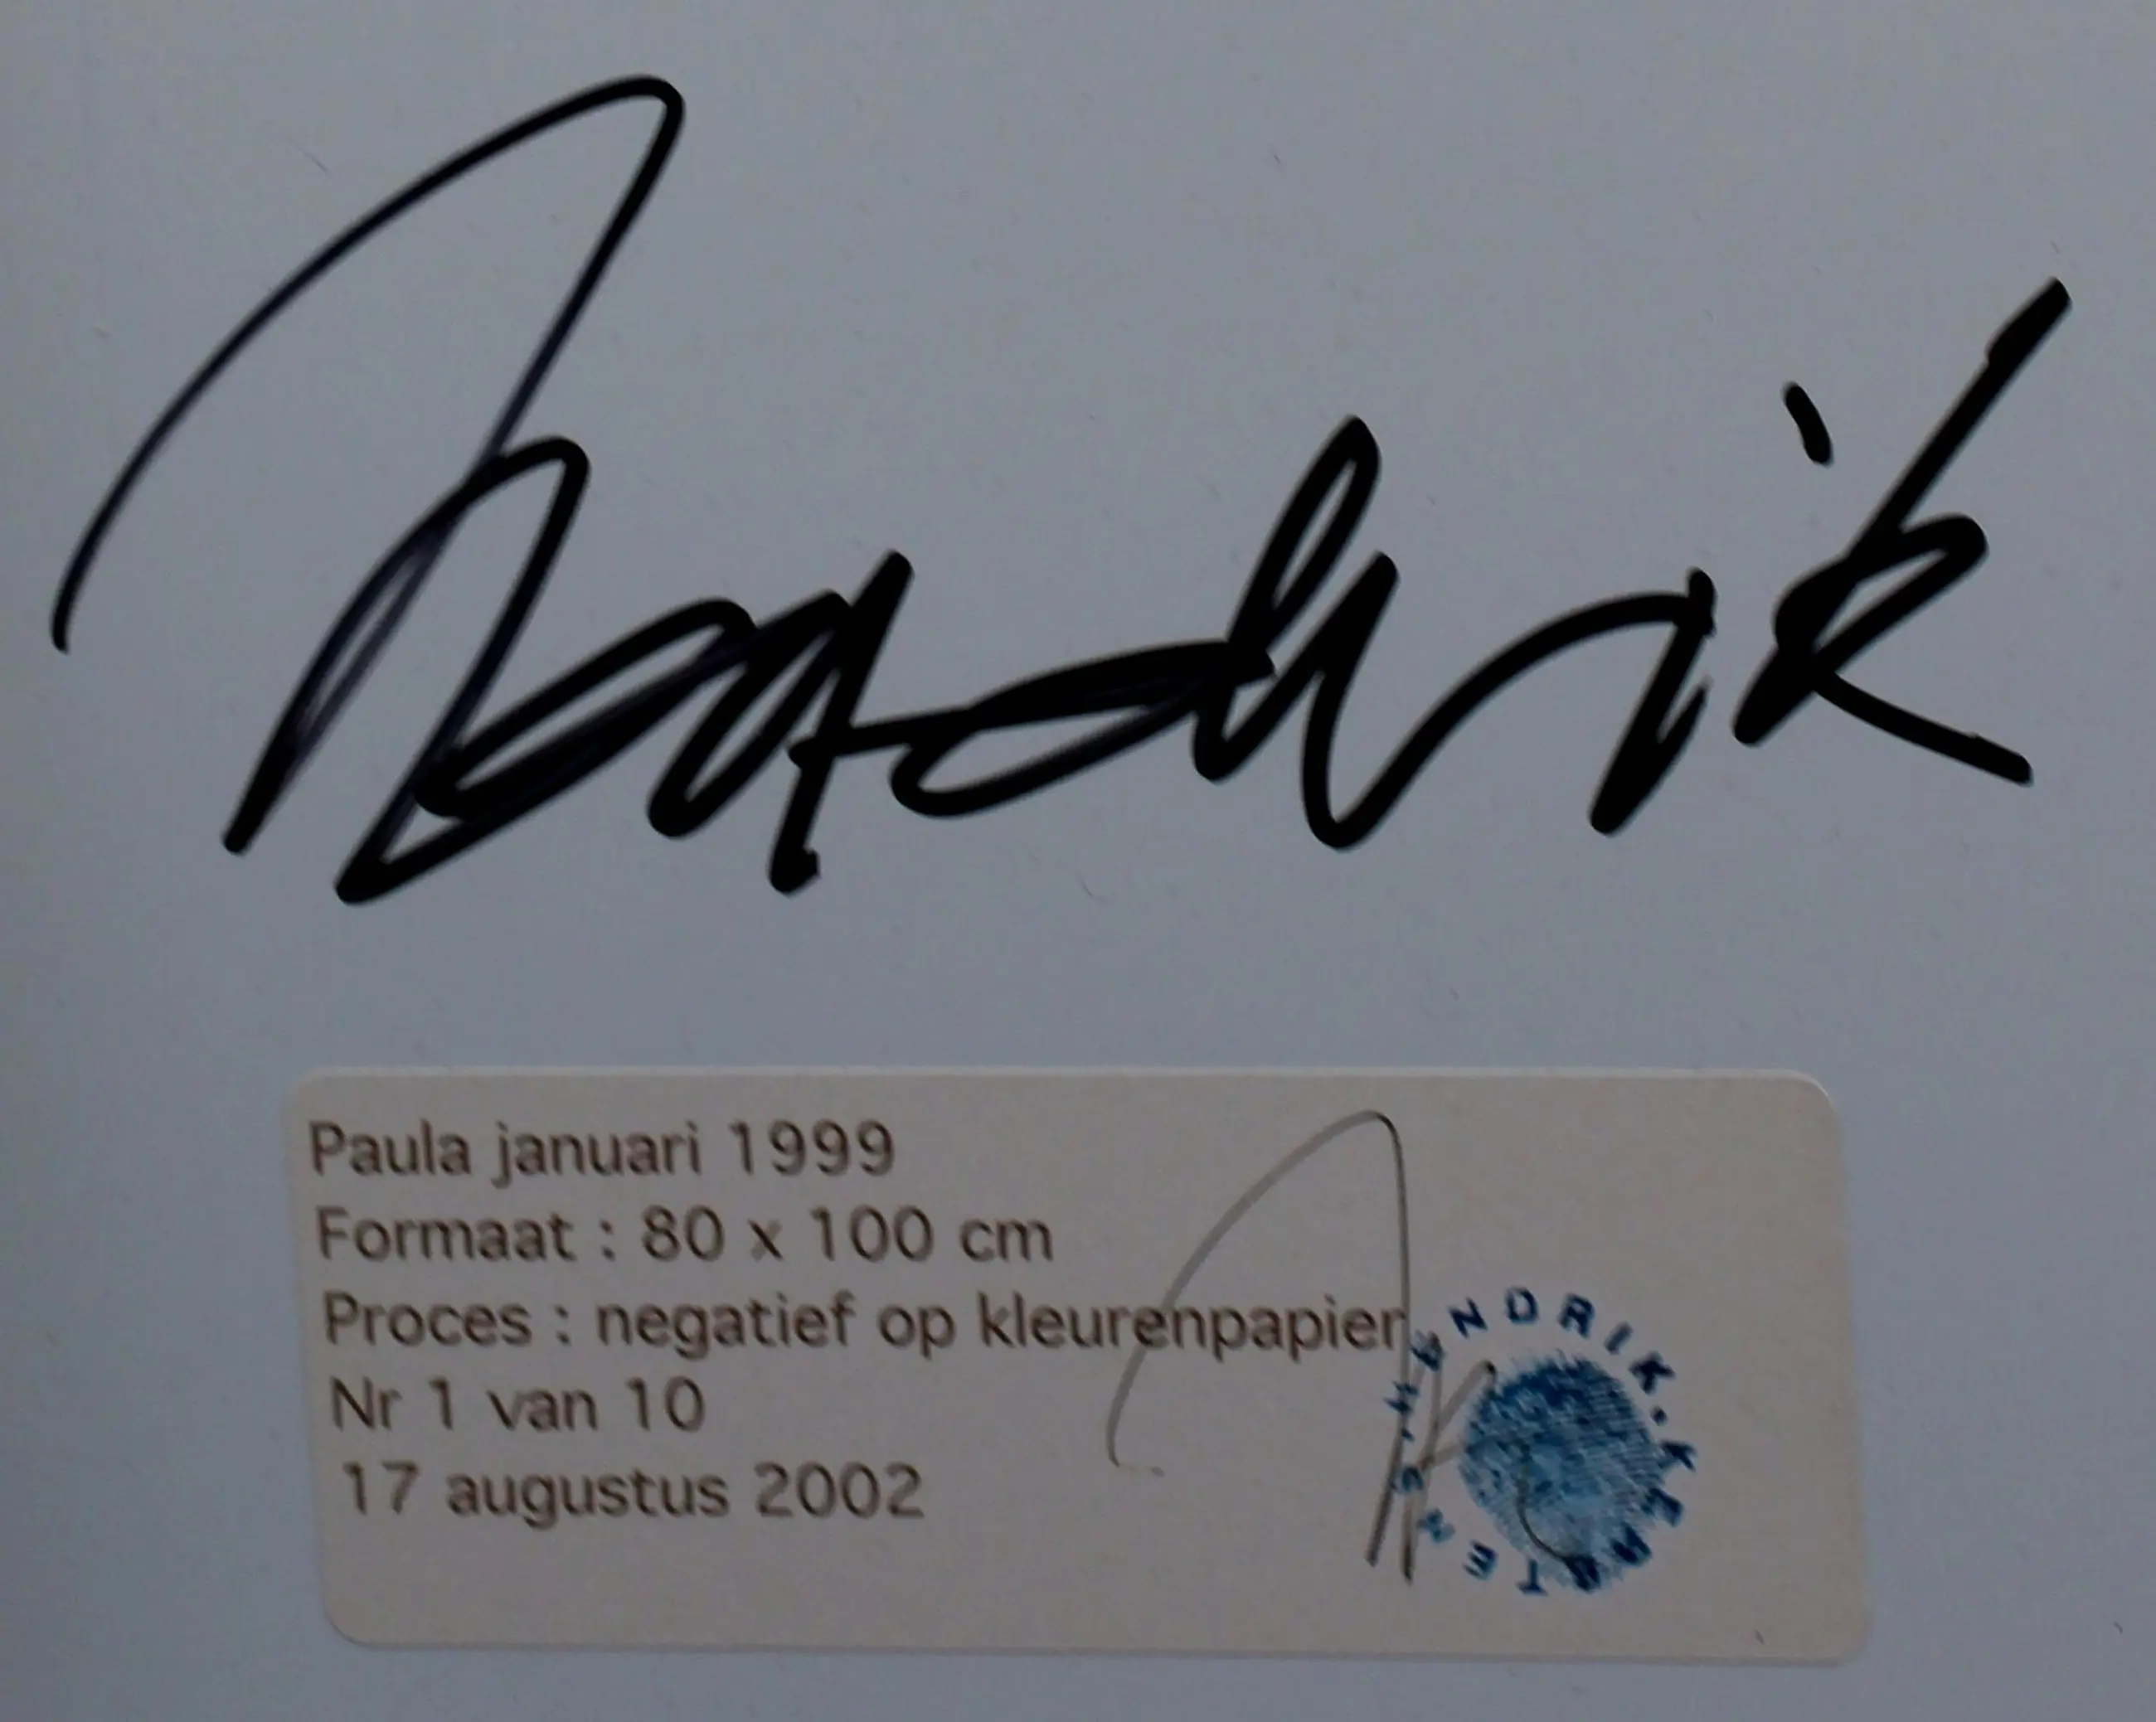 Hendrik
Paula januari 1999
Formaat : 80 x 100 cm
Proces : negatief op kleurenpapier
Nr 1 van 10
17 augustus 2002
HENDRIK·KERSTENS·